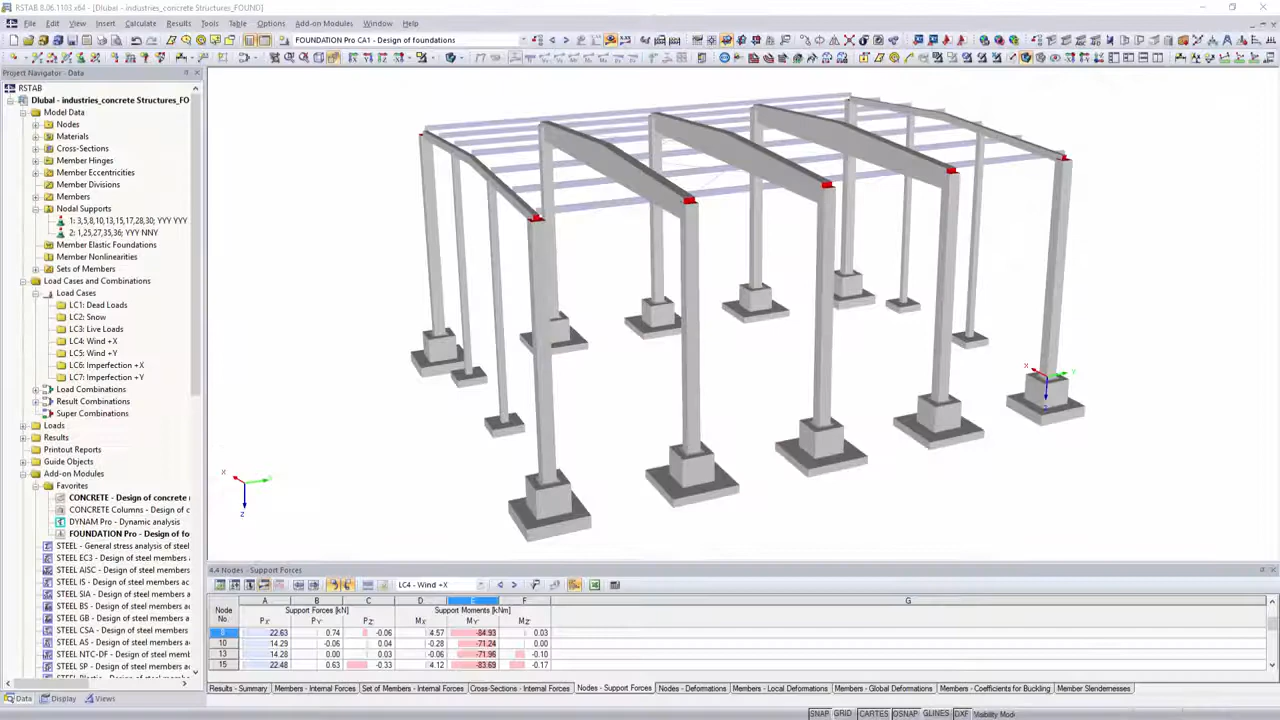 RSTAB 8.06.1103 x64 - [Dlubal - industries_concrete Structures_FOUND]
File Edit View Insert Calculate Results Tools Table Options Add-on Modules Window Help
FOUNDATION Pro CA1 - Design of foundations
Project Navigator - Data
RSTAB
Dlubal - industries_concrete Structures_FO
Model Data
Nodes
Materials
Cross-Sections
Member Hinges
Member Eccentricities
Member Divisions
Members
Nodal Supports
1: 3,5,8,10,13,15,17,28,30; YYY YYY
2: 1,25,27,35,36; YYY NNY
Member Elastic Foundations
Member Nonlinearities
Sets of Members
Load Cases and Combinations
Load Cases
LC1: Dead Loads
LC2: Snow
LC3: Live Loads
LC4: Wind +X
LC5: Wind +Y
LC6: Imperfection +X
LC7: Imperfection +Y
Load Combinations
Result Combinations
Super Combinations
Loads
Results
Printout Reports
Guide Objects
Add-on Modules
Favorites
CONCRETE - Design of concrete
CONCRETE Columns - Design of c
DYNAM Pro - Dynamic analysis
FOUNDATION Pro - Design of fo
STEEL - General stress analysis of steel
STEEL EC3 - Design of steel members
STEEL AISC - Design of steel members
STEEL IS - Design of steel members ac
STEEL SIA - Design of steel members a
STEEL BS - Design of steel members a
STEEL GB - Design of steel members a
STEEL CSA - Design of steel members
STEEL AS - Design of steel members a
STEEL NTC-DF - Design of steel membe
STEEL SP - Design of steel members a
Data Display Views
X
Y
Z
X
Y
Z
4.4 Nodes - Support Forces
LC4 - Wind +X
A B C D E F G
Node Support Forces [kN] Support Moments [kNm]
No. PX' PY' PZ' MX' MY' MZ'
8 22.63 0.74 -0.06 4.57 -84.93 0.03
10 14.29 -0.06 0.04 -0.28 -71.24 0.00
13 14.28 0.00 0.03 -0.06 -71.96 -0.10
15 22.48 0.63 -0.33 4.12 -83.69 -0.17
Results - Summary Members - Internal Forces Set of Members - Internal Forces Cross-Sections - Internal Forces Nodes - Support Forces Nodes - Deformations Members - Local Deformations Members - Global Deformations Members - Coefficients for Buckling Member Slendernesses
SNAP GRID CARTES OSNAP GLINES DXF Visibility Mode